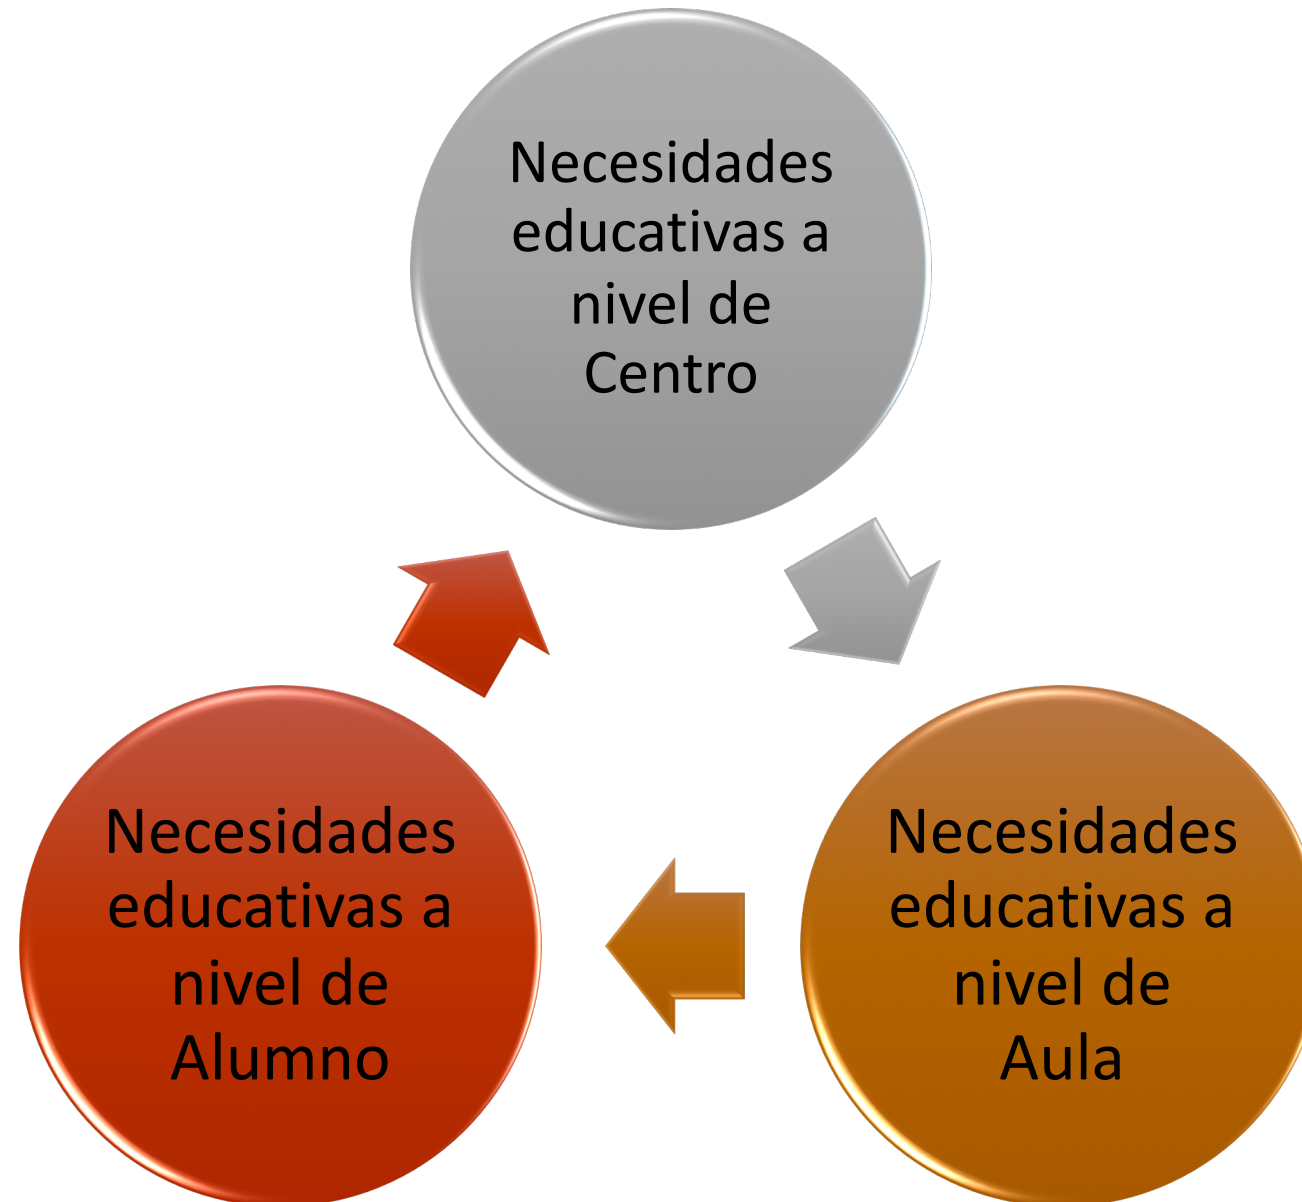 Necesidades
educativas a
nivel de
Centro
Necesidades
educativas a
nivel de
Aula
Necesidades
educativas a
nivel de
Alumno